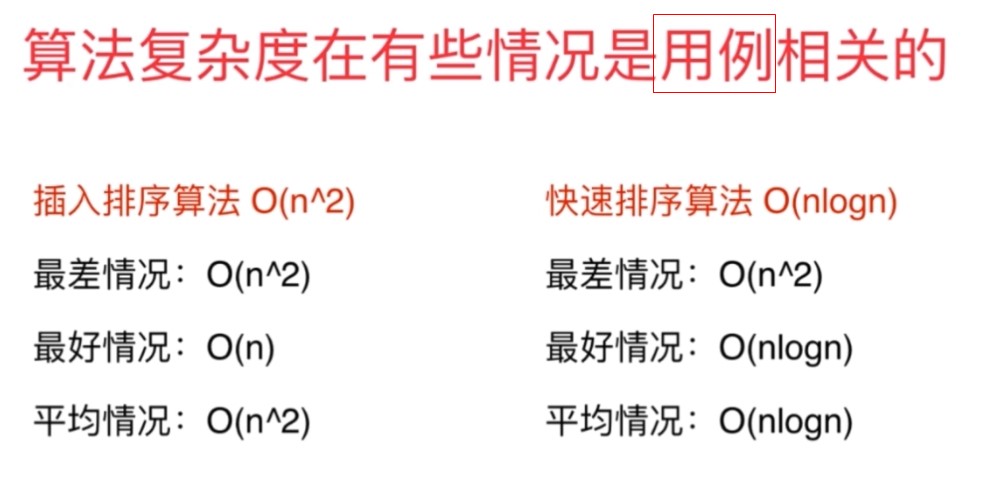 算法复杂度在有些情况是用例相关的
插入排序算法 O(n^2)
最差情况：O(n^2)
最好情况：O(n)
平均情况：O(n^2)
快速排序算法 O(nlogn)
最差情况：O(n^2)
最好情况：O(nlogn)
平均情况：O(nlogn)